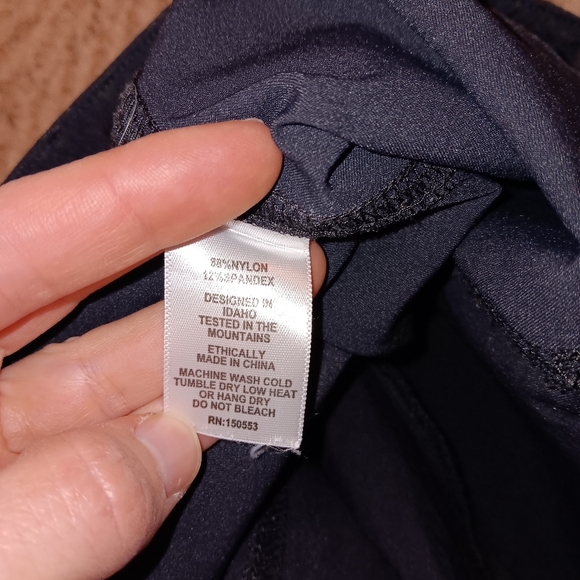 88%NYLON
12%SPANDEX
DESIGNED IN
IDAHO
TESTED IN THE
MOUNTAINS
ETHICALLY
MADE IN CHINA
MACHINE WASH COLD
TUMBLE DRY LOW HEAT
OR HANG DRY
DO NOT BLEACH
RN:150553